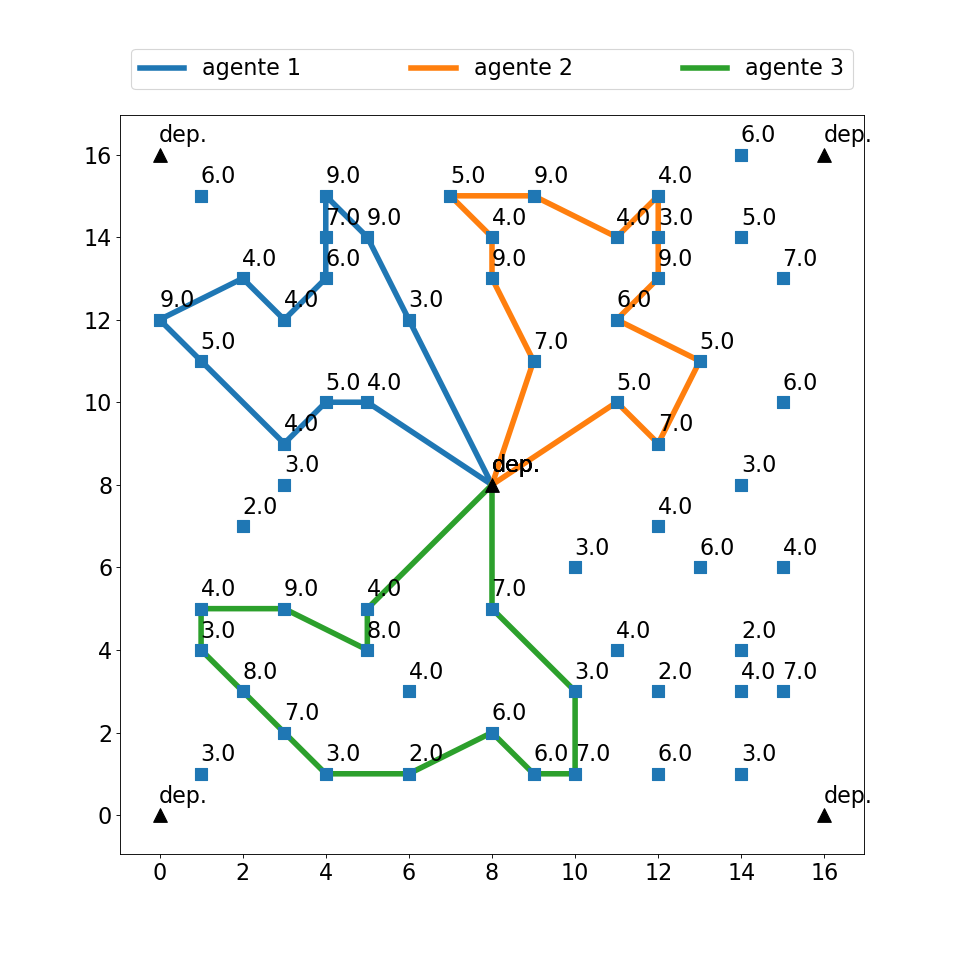 agente 1 agente 2 agente 3
dep. 6.0 dep.
16
6.0 9.0 5.0 9.0 4.0
7.0 9.0 4.0 4.0 3.0 5.0
14
4.0 6.0 9.0 9.0 7.0
9.0 4.0 3.0 6.0
12
5.0 7.0 5.0
5.0 4.0 5.0 6.0
10
4.0 7.0
3.0 dep. 3.0
8
2.0 4.0
3.0 6.0 4.0
6
4.0 9.0 4.0 7.0
3.0 8.0 4.0 2.0
4
8.0 4.0 3.0 2.0 4.0 7.0
7.0 6.0
2
3.0 3.0 2.0 6.0 7.0 6.0 3.0
dep. dep.
0
0 2 4 6 8 10 12 14 16